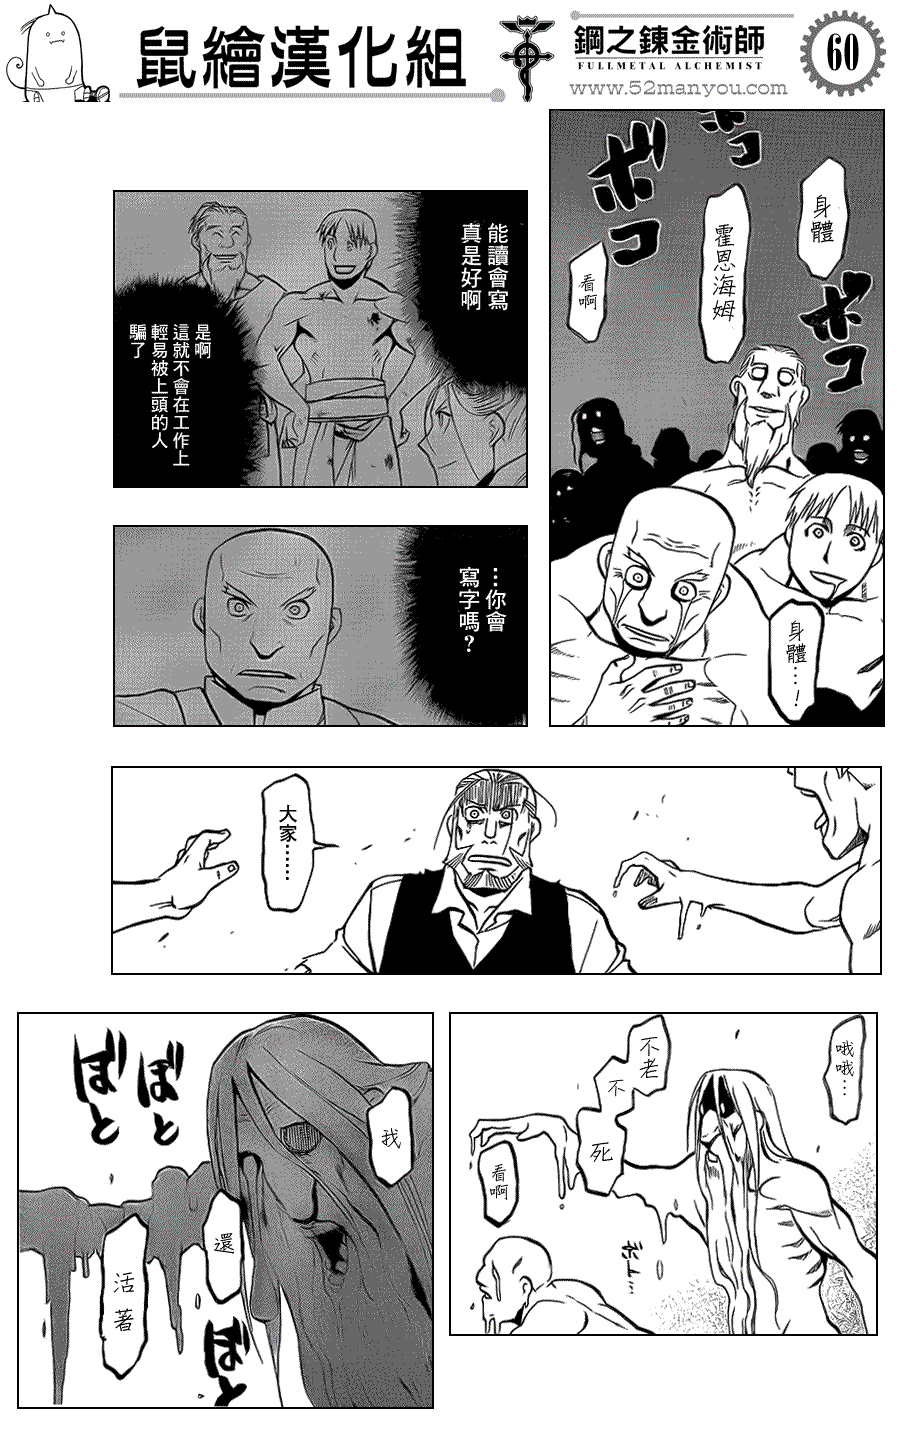 鼠繪漢化組
鋼之鍊金術師
FULLMETAL ALCHEMIST
www.52manyou.com
60
ボコ
ボコ
ボコ
身體
霍恩海姆
看啊
身體…!
能讀會寫
真是好啊
是啊
這就不會在工作上
輕易被上頭的人
騙了
…你會
寫字嗎?
大家……
哦哦…
不老
不
死
看啊
我
還
活著
ぼと
ぼと
ぼと